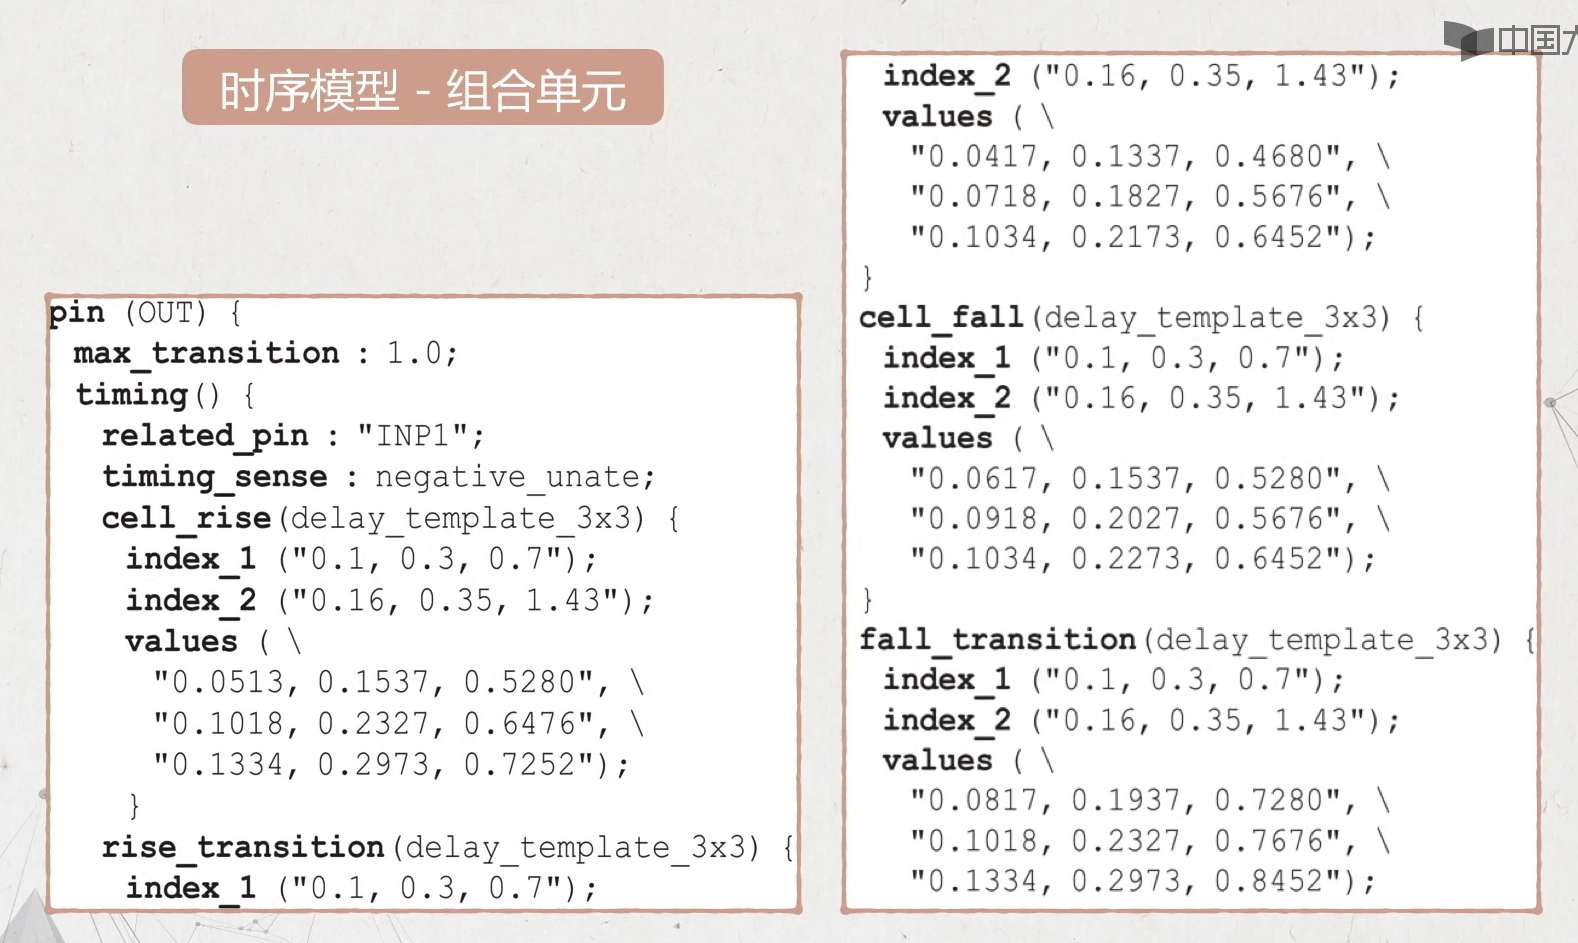 中国大
时序模型 - 组合单元
pin (OUT) {
max_transition : 1.0;
timing() {
related_pin : "INP1";
timing_sense : negative_unate;
cell_rise(delay_template_3x3) {
index_1 ("0.1, 0.3, 0.7");
index_2 ("0.16, 0.35, 1.43");
values ( \
"0.0513, 0.1537, 0.5280", \
"0.1018, 0.2327, 0.6476", \
"0.1334, 0.2973, 0.7252");
}
rise_transition(delay_template_3x3) {
index_1 ("0.1, 0.3, 0.7");
index_2 ("0.16, 0.35, 1.43");
values ( \
"0.0417, 0.1337, 0.4680", \
"0.0718, 0.1827, 0.5676", \
"0.1034, 0.2173, 0.6452");
}
cell_fall(delay_template_3x3) {
index_1 ("0.1, 0.3, 0.7");
index_2 ("0.16, 0.35, 1.43");
values ( \
"0.0617, 0.1537, 0.5280", \
"0.0918, 0.2027, 0.5676", \
"0.1034, 0.2273, 0.6452");
}
fall_transition(delay_template_3x3) {
index_1 ("0.1, 0.3, 0.7");
index_2 ("0.16, 0.35, 1.43");
values ( \
"0.0817, 0.1937, 0.7280", \
"0.1018, 0.2327, 0.7676", \
"0.1334, 0.2973, 0.8452");